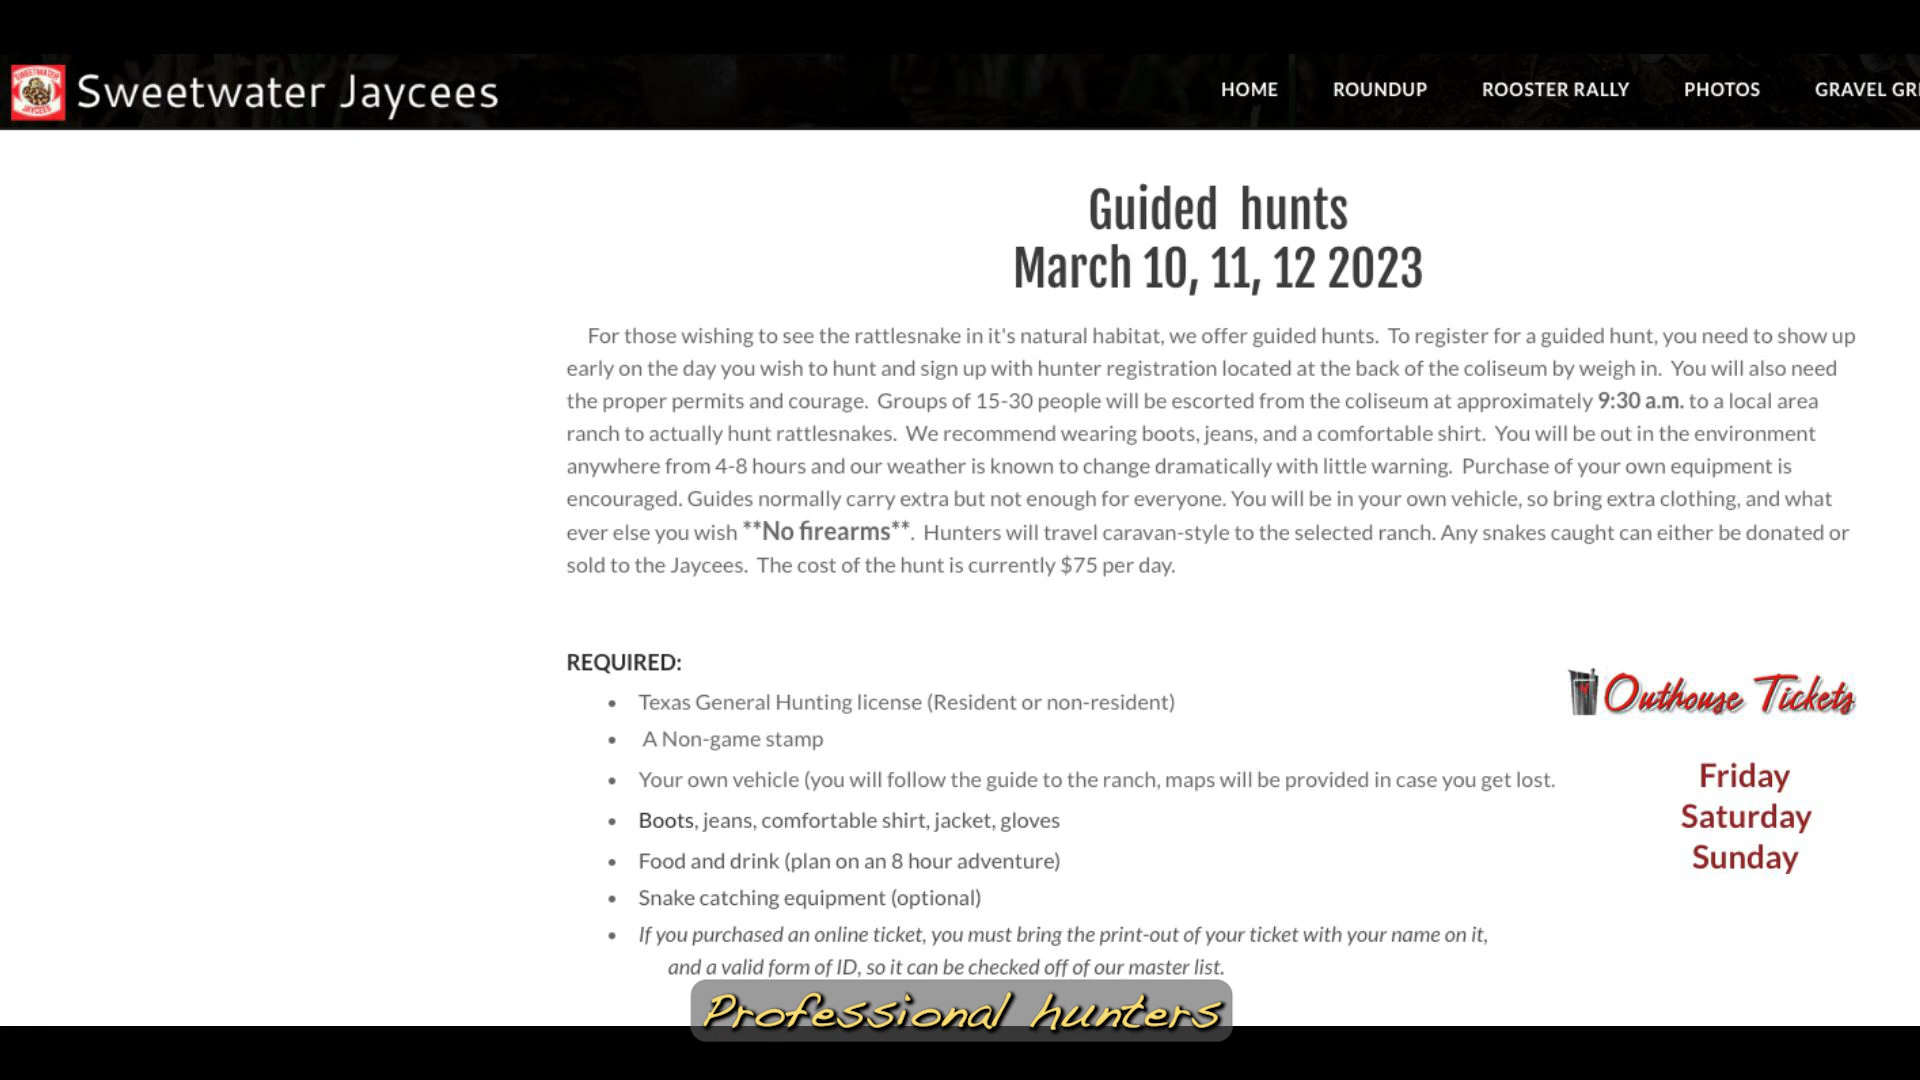 SWEETWATER
JAYCEES
Sweetwater Jaycees
HOME ROUNDUP ROOSTER RALLY PHOTOS GRAVEL GRI
Guided hunts
March 10, 11, 12 2023
For those wishing to see the rattlesnake in it's natural habitat, we offer guided hunts. To register for a guided hunt, you need to show up
early on the day you wish to hunt and sign up with hunter registration located at the back of the coliseum by weigh in. You will also need
the proper permits and courage. Groups of 15-30 people will be escorted from the coliseum at approximately 9:30 a.m. to a local area
ranch to actually hunt rattlesnakes. We recommend wearing boots, jeans, and a comfortable shirt. You will be out in the environment
anywhere from 4-8 hours and our weather is known to change dramatically with little warning. Purchase of your own equipment is
encouraged. Guides normally carry extra but not enough for everyone. You will be in your own vehicle, so bring extra clothing, and what
ever else you wish **No firearms**. Hunters will travel caravan-style to the selected ranch. Any snakes caught can either be donated or
sold to the Jaycees. The cost of the hunt is currently $75 per day.
REQUIRED:
• Texas General Hunting license (Resident or non-resident)
• A Non-game stamp
• Your own vehicle (you will follow the guide to the ranch, maps will be provided in case you get lost.
• Boots, jeans, comfortable shirt, jacket, gloves
• Food and drink (plan on an 8 hour adventure)
• Snake catching equipment (optional)
• If you purchased an online ticket, you must bring the print-out of your ticket with your name on it,
and a valid form of ID, so it can be checked off of our master list.
Outhouse Tickets
Friday
Saturday
Sunday
Professional hunters